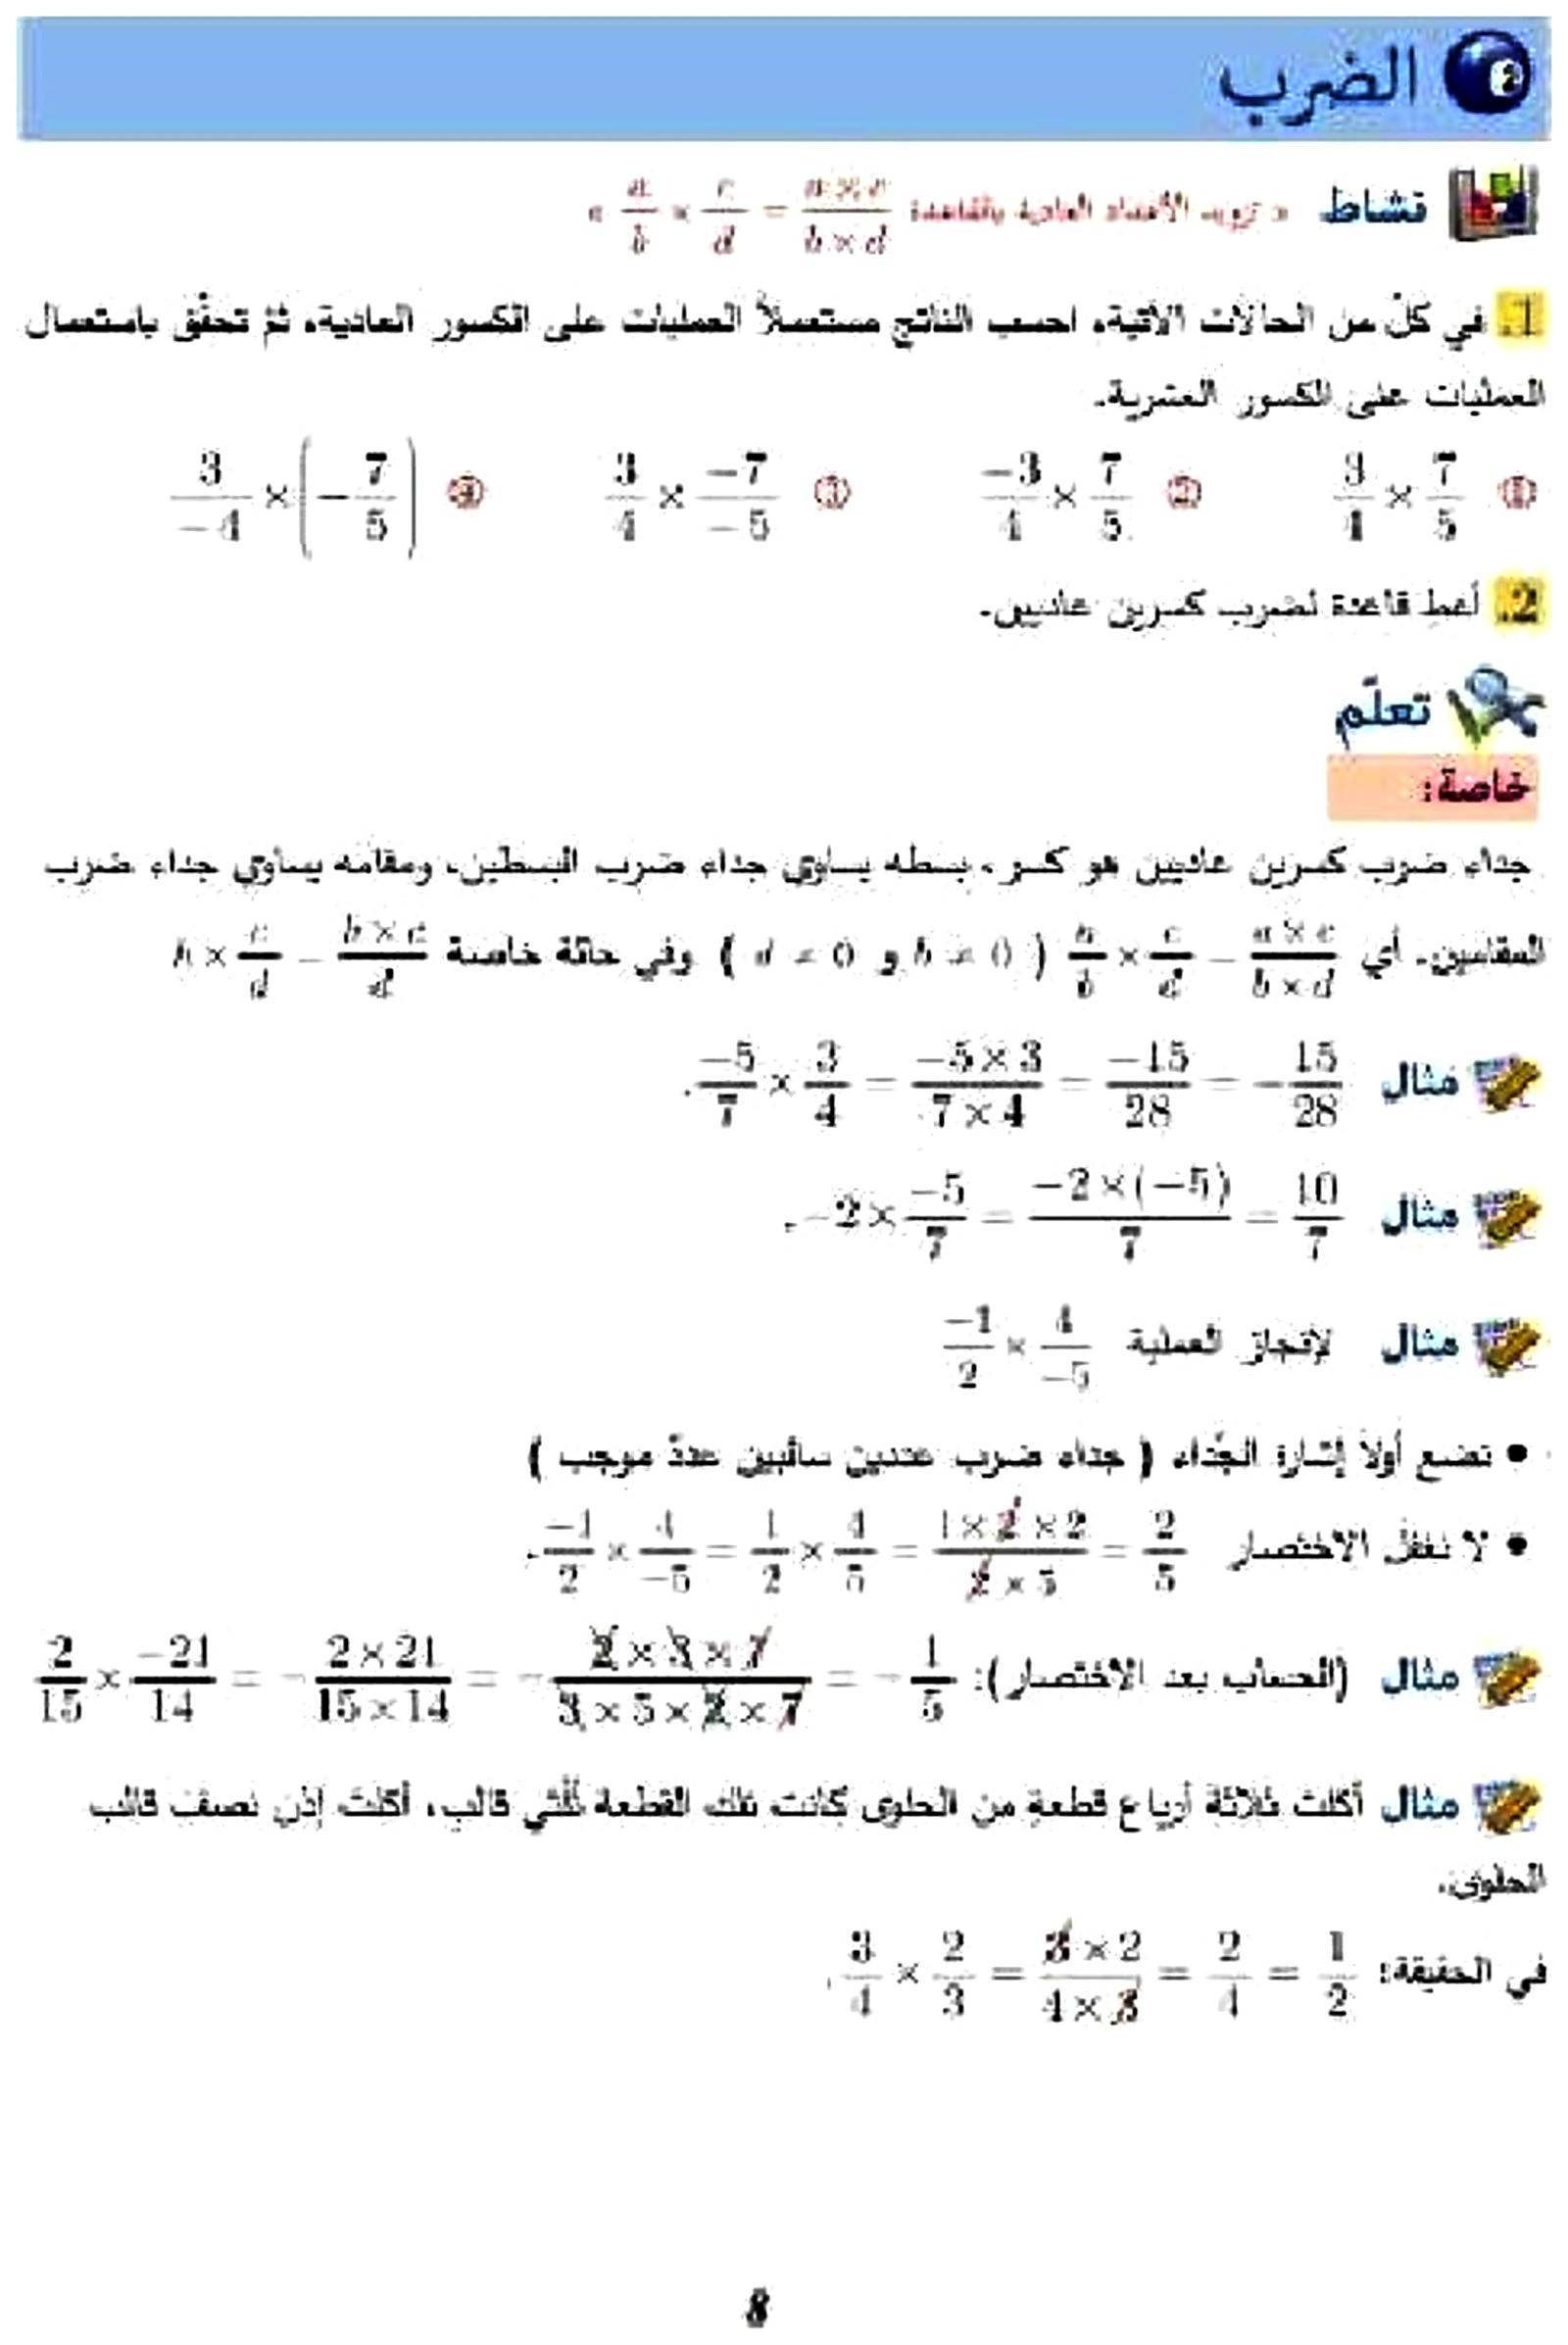 2 الضرب
نشاط « تزويد الأعداد العادية بالقاعدة a/b × c/d = a×c/b×d »
1. في كلّ من الحالات الآتية، احسب الناتج مستعملاً العمليات على الكسور العادية، ثمّ تحقّق باستعمال
العمليات على الكسور العشرية.
① 3/4 × 7/5 ② -3/4 × 7/5 ③ 3/4 × -7/-5 ④ 3/-4 × (-7/5)
2. أعطِ قاعدة لضرب كسرين عاديين.
تعلّم
خاصة:
جداء ضرب كسرين عاديين هو كسر، بسطه يساوي جداء ضرب البسطين، ومقامه يساوي جداء ضرب
المقامين. أي a/b × c/d = a×c/b×d ( b ≠ 0 و d ≠ 0 ) وفي حالة خاصة b × c/d = b×c/d
مثال -5/7 × 3/4 = -5×3/7×4 = -15/28 = -15/28.
مثال -2 × -5/7 = -2×(-5)/7 = 10/7.
مثال لإنجاز العملية -1/2 × 4/-5
• نضع أولاً إشارة الجُداء ( جداء ضرب عددين سالبين عددٌ موجب )
• لا نغفل الاختصار -1/2 × 4/-5 = 1/2 × 4/5 = 1×2×2/2×5 = 2/5.
مثال (الحساب بعد الاختصار): 2/15 × -21/14 = -2×21/15×14 = -2×3×7/3×5×2×7 = -1/5
مثال أكلت ثلاثة أرباع قطعة من الحلوى كانت تلك القطعة ثُلثي قالب، أكلت إذن نصف قالب
الحلوى.
في الحقيقة: 3/4 × 2/3 = 3×2/4×3 = 2/4 = 1/2.
8